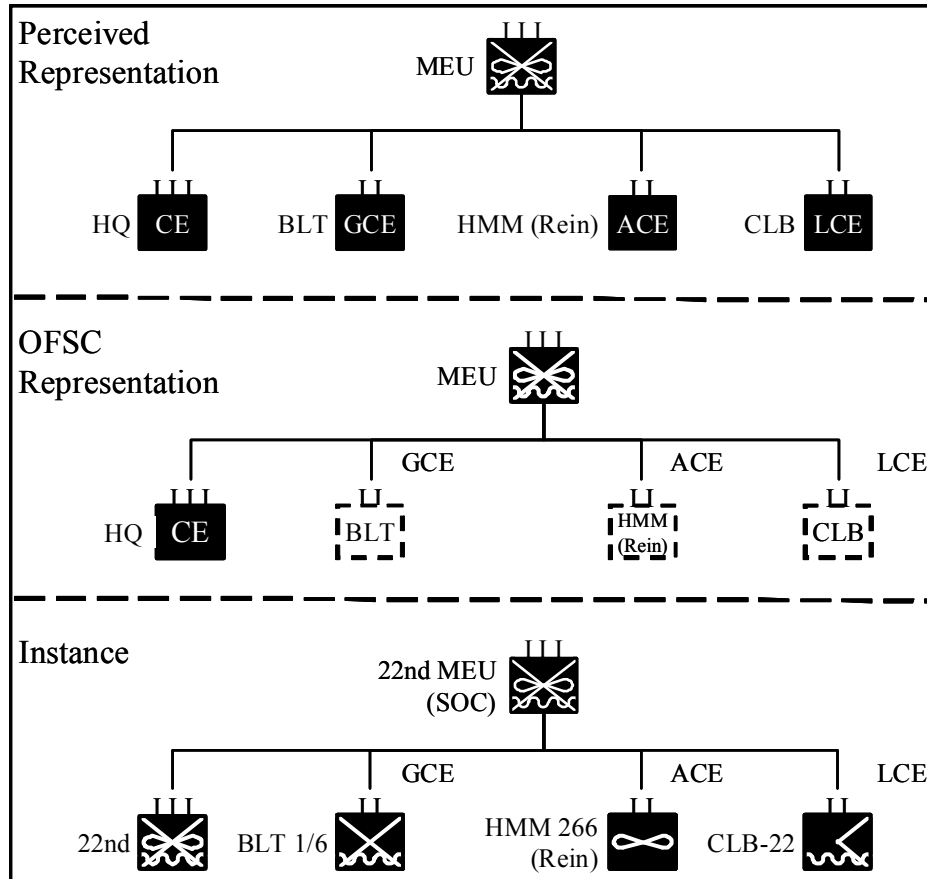 Perceived
Representation
MEU
HQ CE BLT GCE HMM (Rein) ACE CLB LCE
OFSC
Representation
MEU
GCE ACE LCE
HQ CE BLT HMM CLB
(Rein)
Instance
22nd MEU
(SOC)
GCE ACE LCE
22nd BLT 1/6 HMM 266 CLB-22
(Rein)